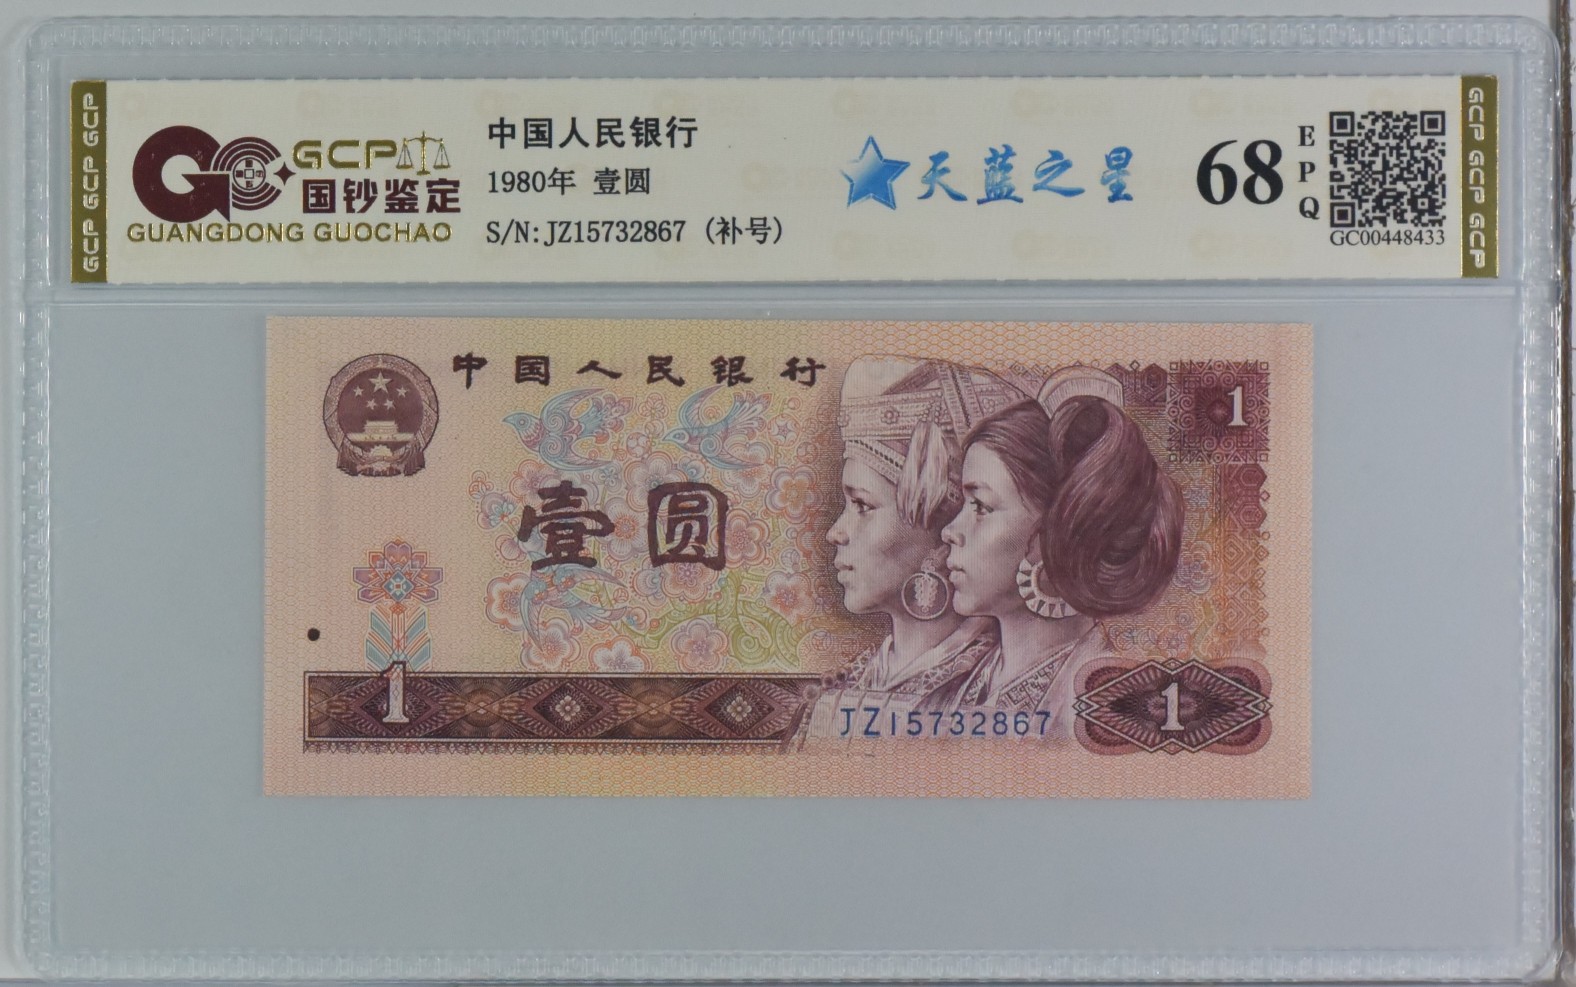 GCP GCP GCP
GCP
国钞鉴定
GUANGDONG GUOCHAO
中国人民银行
1980年 壹圆
S/N:JZ15732867 (补号)
天蓝之星
68
EPQ
GC00448433
GCP GCP GCP
中国人民银行
1
壹圆
1
JZ15732867
1